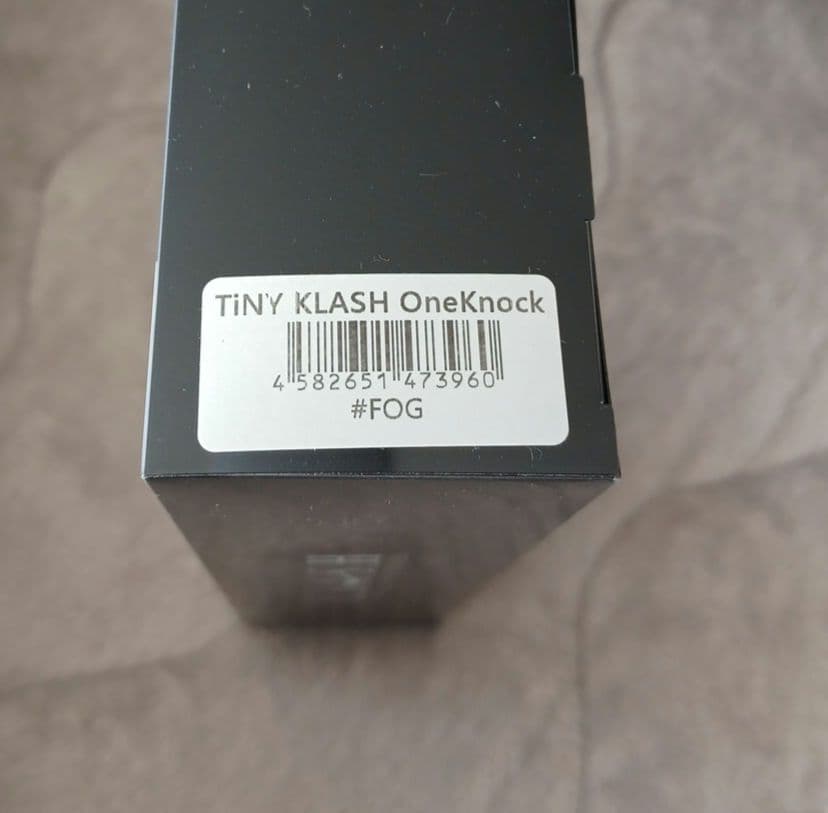 TiNY KLASH OneKnock
4 582651 473960
#FOG